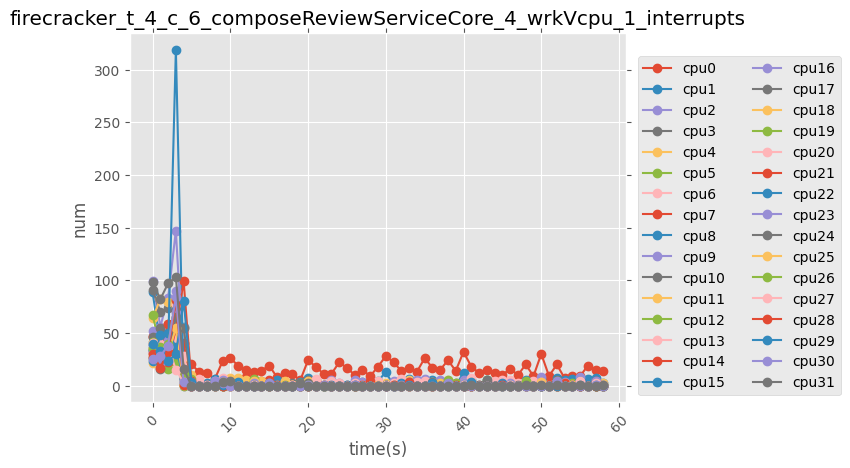 firecracker_t_4_c_6_composeReviewServiceCore_4_wrkVcpu_1_interrupts
300
250
200
150
100
50
0
num
0
10
20
30
40
50
60
time(s)
cpu0
cpu1
cpu2
cpu3
cpu4
cpu5
cpu6
cpu7
cpu8
cpu9
cpu10
cpu11
cpu12
cpu13
cpu14
cpu15
cpu16
cpu17
cpu18
cpu19
cpu20
cpu21
cpu22
cpu23
cpu24
cpu25
cpu26
cpu27
cpu28
cpu29
cpu30
cpu31